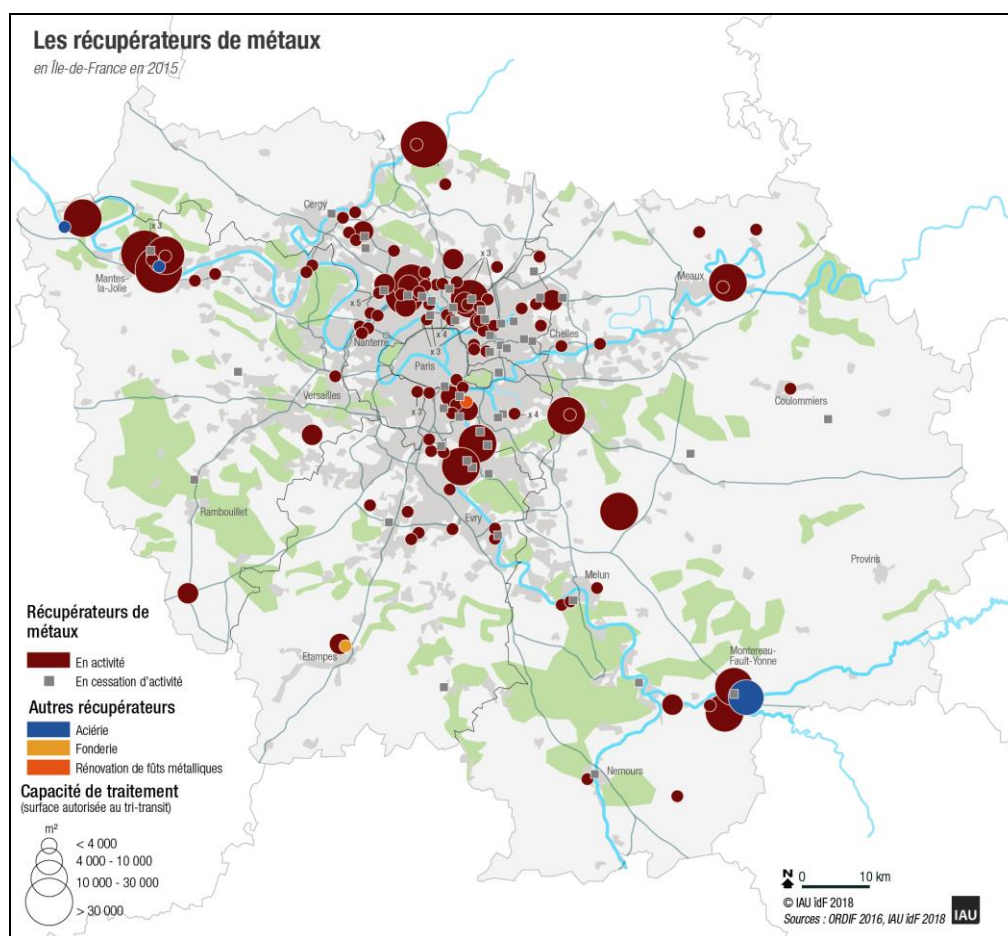 Les récupérateurs de métaux
en Île-de-France en 2015
Cergy
x 3
Mantes-
la-Jolie
x 3
x 5
Meaux
Nanterre
x 4
x 3
Chelles
Paris
Versailles
x 3
x 4
Coulommiers
Rambouillet
Evry
Provins
Melun
Etampes
Montereau-
Fault-Yonne
Nemours
Récupérateurs de
métaux
En activité
En cessation d'activité
Autres récupérateurs
Aciérie
Fonderie
Rénovation de fûts métalliques
Capacité de traitement
(surface autorisée au tri-transit)
m²
< 4 000
4 000 - 10 000
10 000 - 30 000
> 30 000
N 0 10 km
© IAU îdF 2018
Sources : ORDIF 2016, IAU îdF 2018
IAU